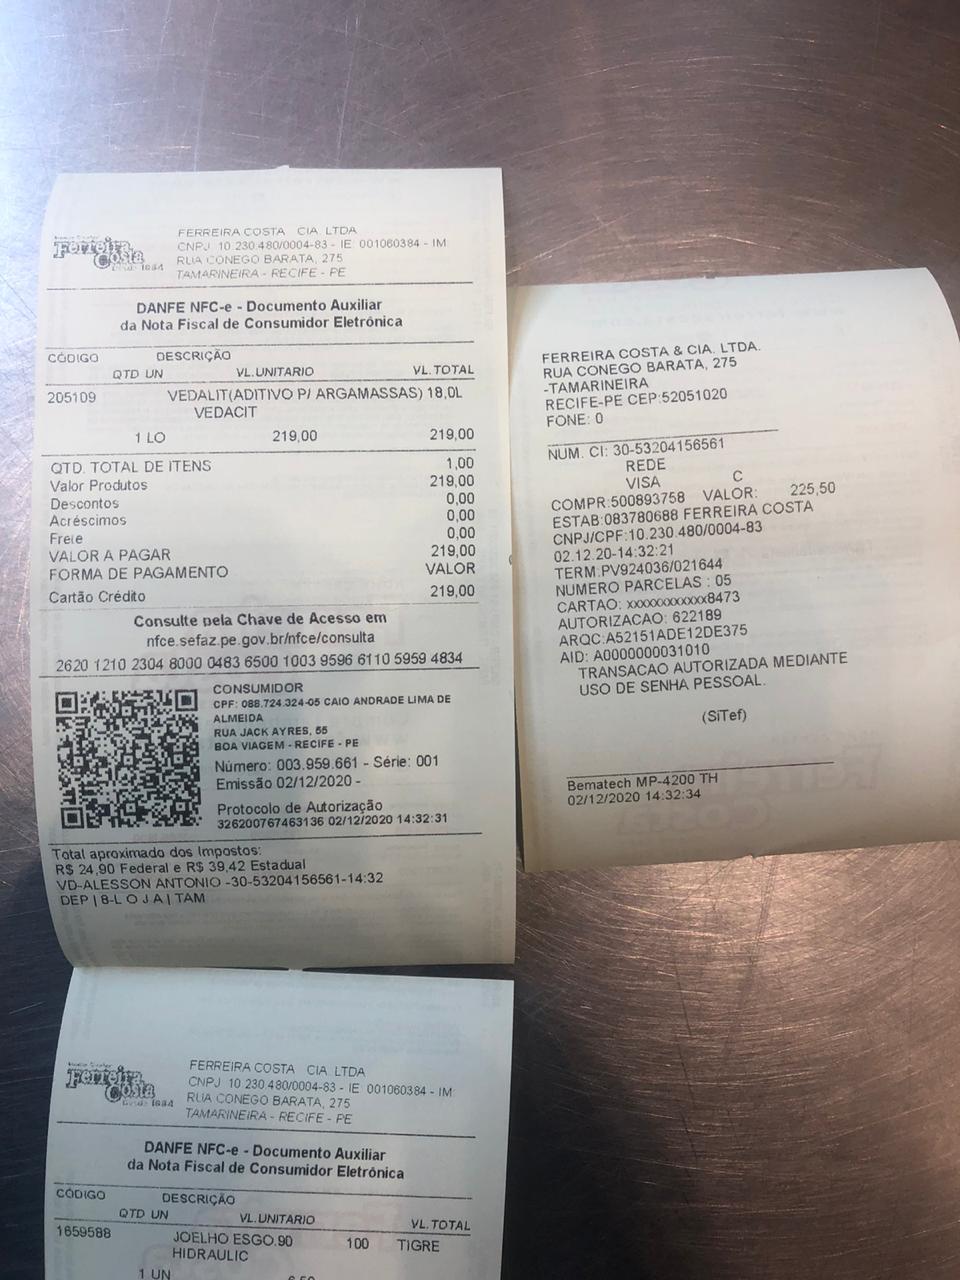 Ferreira
Costa
Desde 1884
FERREIRA COSTA CIA. LTDA
CNPJ 10.230.480/0004-83 - IE: 001060384 - IM
RUA CONEGO BARATA, 275
TAMARINEIRA - RECIFE - PE
DANFE NFC-e - Documento Auxiliar
da Nota Fiscal de Consumidor Eletrônica
CÓDIGO DESCRIÇÃO
QTD UN VL.UNITARIO VL.TOTAL
205109 VEDALIT(ADITIVO P/ ARGAMASSAS) 18,0L
VEDACIT
1 LO 219,00 219,00
QTD. TOTAL DE ITENS 1,00
Valor Produtos 219,00
Descontos 0,00
Acréscimos 0,00
Frete 0,00
VALOR A PAGAR 219,00
FORMA DE PAGAMENTO VALOR
Cartão Crédito 219,00
Consulte pela Chave de Acesso em
nfce.sefaz.pe.gov.br/nfce/consulta
2620 1210 2304 8000 0483 6500 1003 9596 6110 5959 4834
CONSUMIDOR
CPF: 088.724.324-05 CAIO ANDRADE LIMA DE
ALMEIDA
RUA JACK AYRES, 55
BOA VIAGEM - RECIFE - PE
Número: 003.959.661 - Série: 001
Emissão 02/12/2020 -
Protocolo de Autorização
326200767463136 02/12/2020 14:32:31
Total aproximado dos Impostos:
R$ 24,90 Federal e R$ 39,42 Estadual
VD-ALESSON ANTONIO -30-53204156561-14:32
DEP | 8-L O J A | TAM
FERREIRA COSTA & CIA. LTDA.
RUA CONEGO BARATA, 275
-TAMARINEIRA
RECIFE-PE CEP:52051020
FONE: 0
NUM. CI: 30-53204156561
REDE
VISA C
COMPR:500893758 VALOR: 225,50
ESTAB:083780688 FERREIRA COSTA
CNPJ/CPF:10.230.480/0004-83
02.12.20-14:32:21
TERM:PV924036/021644
NUMERO PARCELAS : 05
CARTAO: xxxxxxxxxxxx8473
AUTORIZACAO: 622189
ARQC:A52151ADE12DE375
AID: A0000000031010
TRANSACAO AUTORIZADA MEDIANTE
USO DE SENHA PESSOAL.
(SiTef)
Bematech MP-4200 TH
02/12/2020 14:32:34
Ferreira
Costa
Desde 1884
FERREIRA COSTA CIA. LTDA
CNPJ 10.230.480/0004-83 - IE: 001060384 - IM:
RUA CONEGO BARATA, 275
TAMARINEIRA - RECIFE - PE
DANFE NFC-e - Documento Auxiliar
da Nota Fiscal de Consumidor Eletrônica
CÓDIGO DESCRIÇÃO
QTD UN VL.UNITARIO VL.TOTAL
1659588 JOELHO ESGO.90 100 TIGRE
HIDRAULIC
1 UN